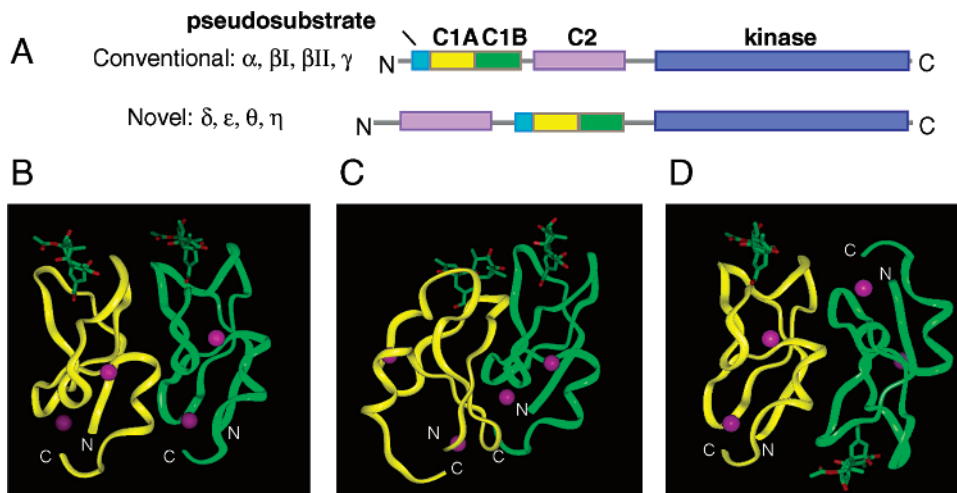 A
pseudosubstrate
C1A C1B C2 kinase
Conventional: α, βI, βII, γ N C
Novel: δ, ε, θ, η N C
B C D
C N C N
N C C
C N N C